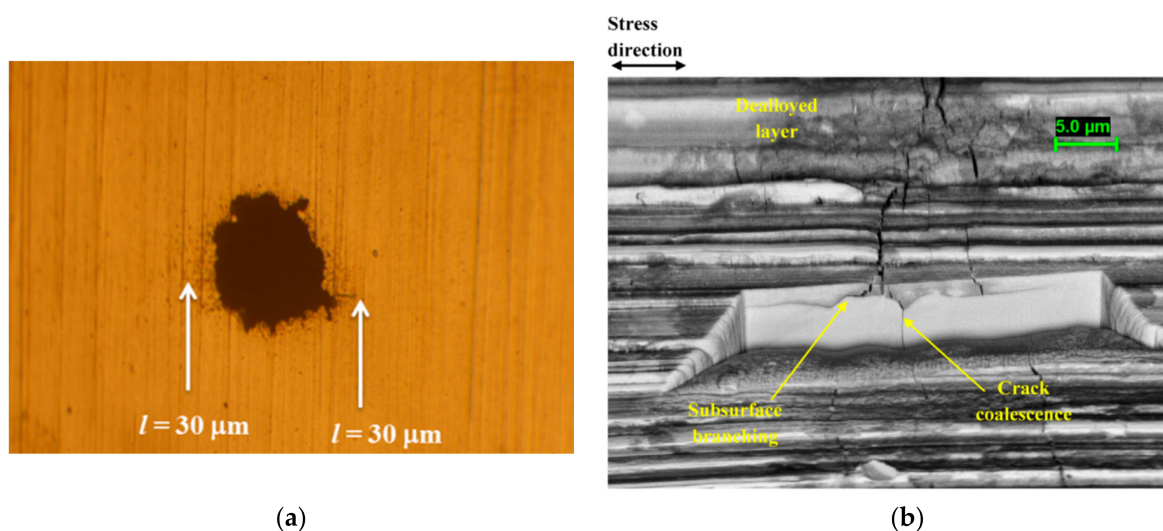 Stress
direction
Dealloyed
layer
5.0 µm
l = 30 µm
l = 30 µm
Subsurface
branching
Crack
coalescence
(a)
(b)